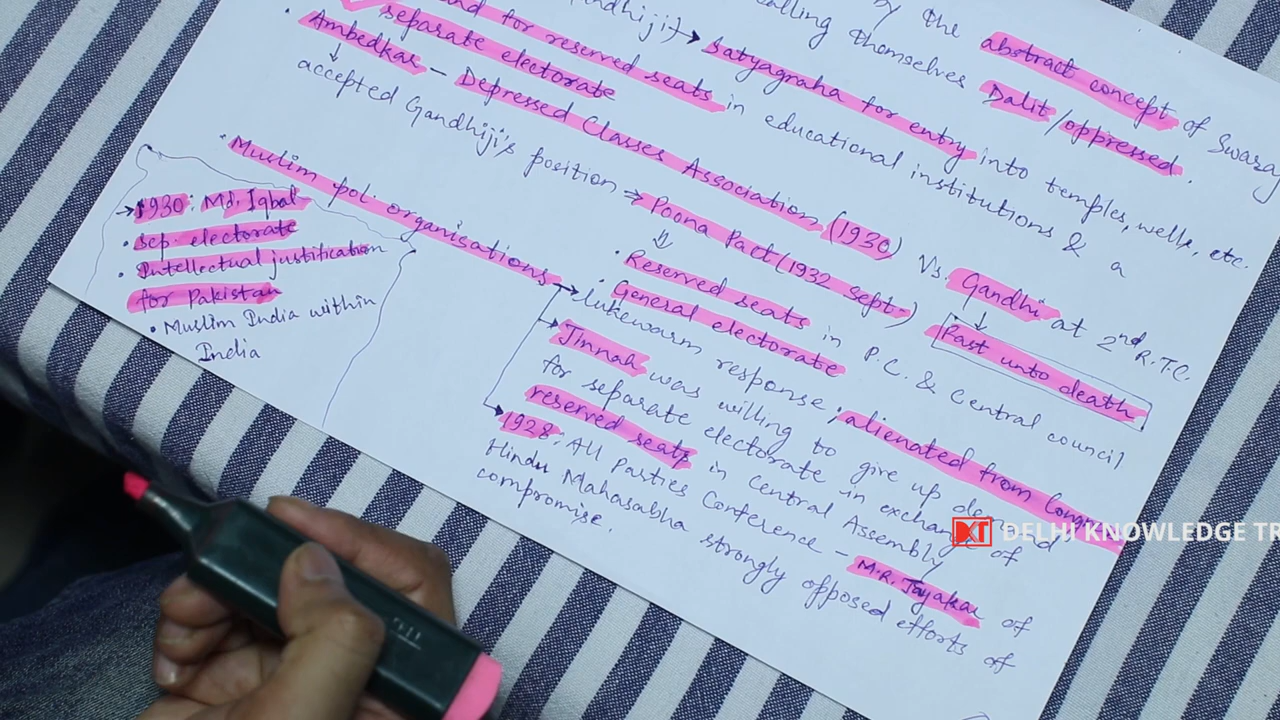 by the abstract concept of Swaraj
calling themselves Dalit/oppressed.
Gandhiji) → satyagraha for entry into temples, wells, etc.
for reserved seats in educational institutions & a
separate electorate
• Ambedkar – Depressed Classes Association (1930) Vs. Gandhi at 2nd R.T.C.
↓
accepted Gandhiji's position → Poona Pact (1932 Sept.)
Fast unto death
• Reserved seats in P.C. & Central council
• General electorate
• Muslim pol organisations → lukewarm response, alienated from
→ Jinnah was willing to give up
for separate electorate in exchange of
reserved seats in Central Assembly
→ 1928: All Parties Conference – M.R. Jayakar of
Hindu Mahasabha strongly opposed efforts of
compromise.
→ 1930: Md. Iqbal
• sep. electorate
• Intellectual justification
for Pakistan
• Muslim India within
India
DELHI KNOWLEDGE